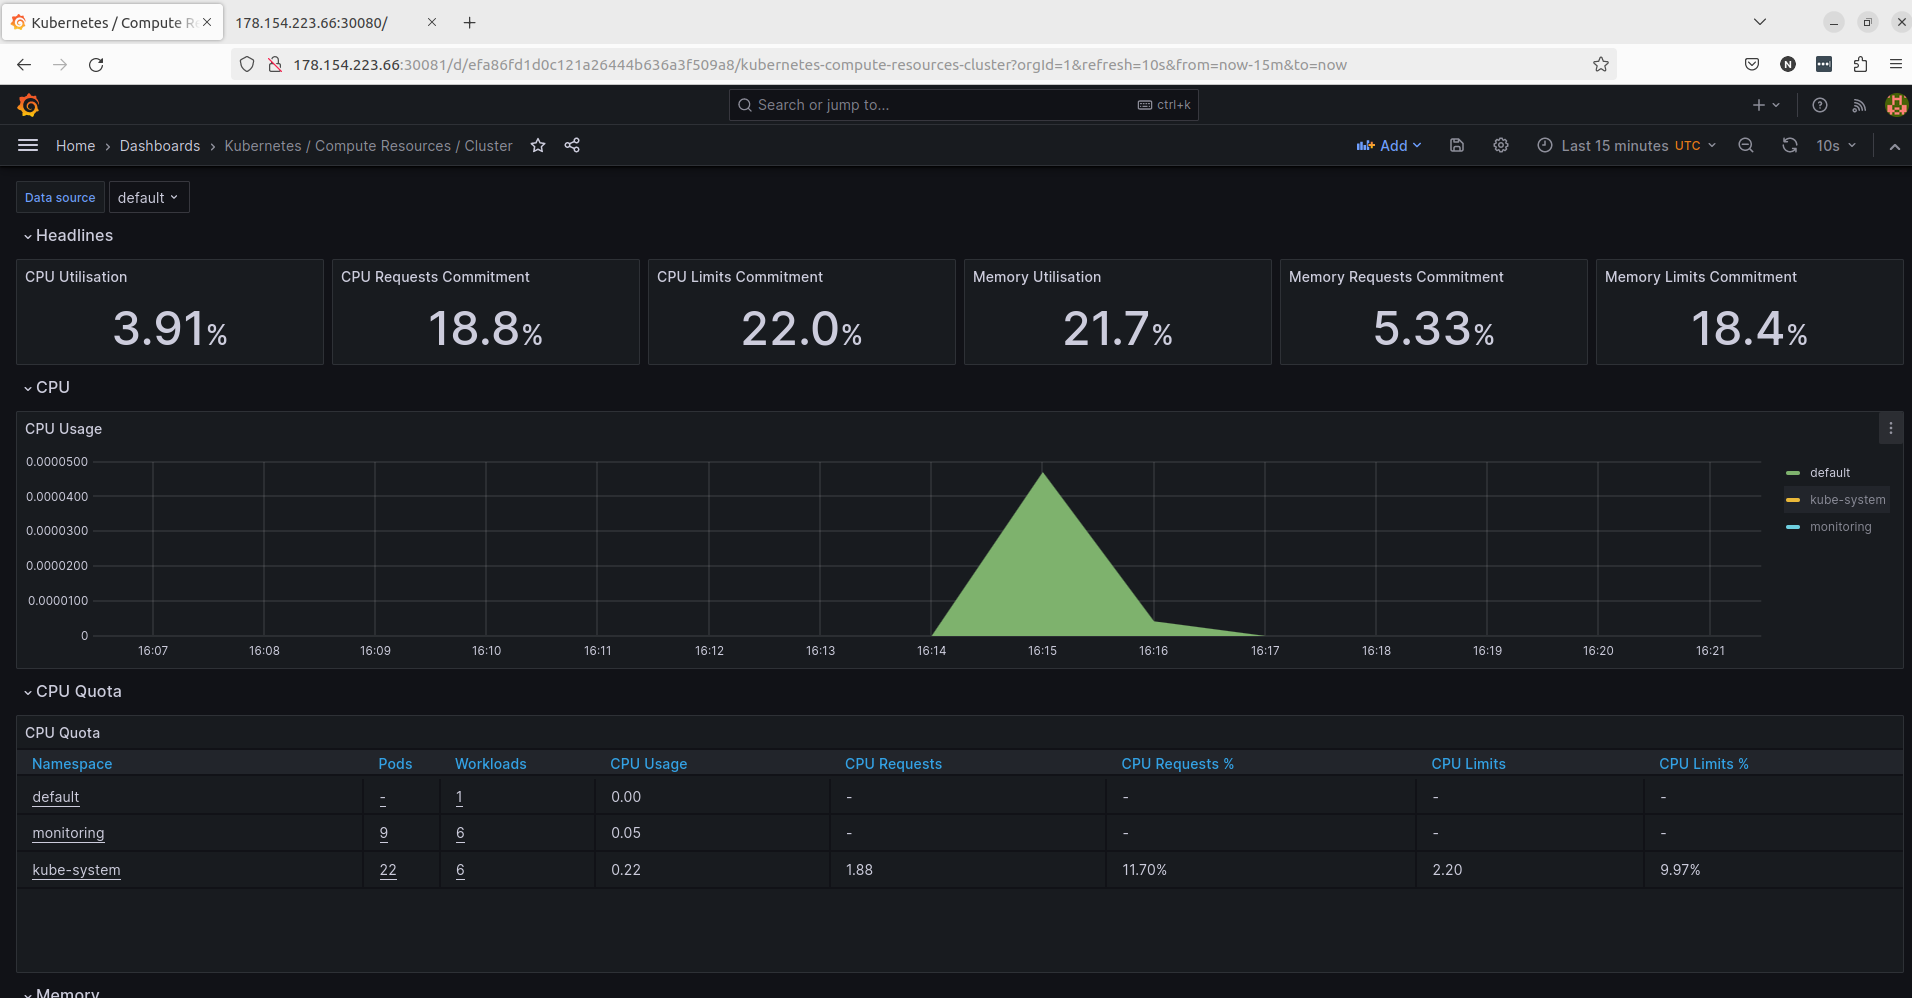 Kubernetes / Compute R
178.154.223.66:30080/
178.154.223.66:30081/d/efa86fd1d0c121a26444b636a3f509a8/kubernetes-compute-resources-cluster?orgId=1&refresh=10s&from=now-15m&to=now
Search or jump to... ctrl+k
Home › Dashboards › Kubernetes / Compute Resources / Cluster Add Last 15 minutes UTC 10s
Data source default
Headlines
CPU Utilisation CPU Requests Commitment CPU Limits Commitment Memory Utilisation Memory Requests Commitment Memory Limits Commitment
3.91% 18.8% 22.0% 21.7% 5.33% 18.4%
CPU
CPU Usage
0.0000500
0.0000400
0.0000300
0.0000200
0.0000100
0
16:07 16:08 16:09 16:10 16:11 16:12 16:13 16:14 16:15 16:16 16:17 16:18 16:19 16:20 16:21
default
kube-system
monitoring
CPU Quota
CPU Quota
Namespace Pods Workloads CPU Usage CPU Requests CPU Requests % CPU Limits CPU Limits %
default - 1 0.00 - - - -
monitoring 9 6 0.05 - - - -
kube-system 22 6 0.22 1.88 11.70% 2.20 9.97%
Memory